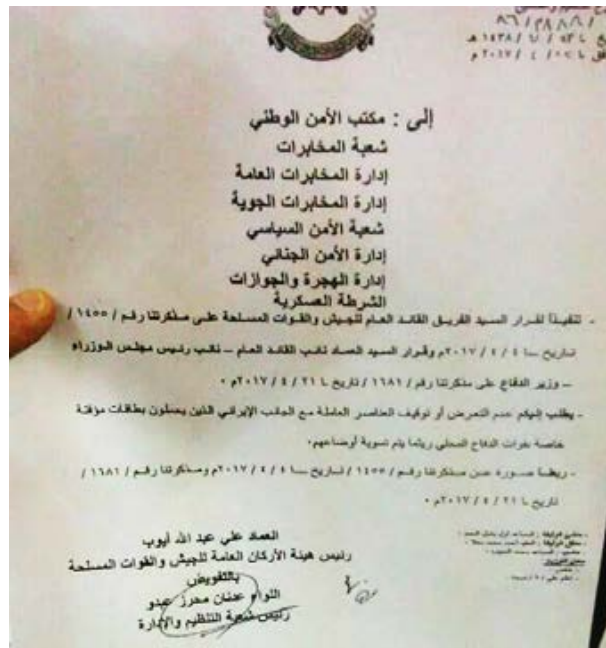 إلى : مكتب الأمن الوطني
شعبة المخابرات
إدارة المخابرات العامة
إدارة المخابرات الجوية
شعبة الأمن السياسي
إدارة الأمن الجنائي
إدارة الهجرة والجوازات
الشرطة العسكرية
- تنفيذاً لقرار السيد الفريق القائد العام للجيش والقوات المسلحة على مذكرتنا رقم / ١٤٥٥ /
تاريخ ٤ / ٤ / ٢٠١٧م وقرار السيد العماد نائب القائد العام – نائب رئيس مجلس الوزراء
– وزير الدفاع على مذكرتنا رقم / ١٦٨١ / تاريخ ٢١ / ٤ / ٢٠١٧م .
- يطلب إليكم عدم التعرض أو توقيف العناصر العاملة مع الجانب الإيراني الذين يحملون بطاقات مؤقتة
خاصة بقوات الدفاع المحلي ريثما يتم تسوية أوضاعهم.
- ربطاً صورة عن مذكرتنا رقم / ١٤٥٥ / تاريخ ٤ / ٤ / ٢٠١٧م ومذكرتنا رقم / ١٦٨١ /
تاريخ ٢١ / ٤ / ٢٠١٧م .
العماد علي عبد الله أيوب
رئيس هيئة الأركان العامة للجيش والقوات المسلحة
بالتفويض
اللواء عدنان محرز عبدو
رئيس شعبة التنظيم والإدارة